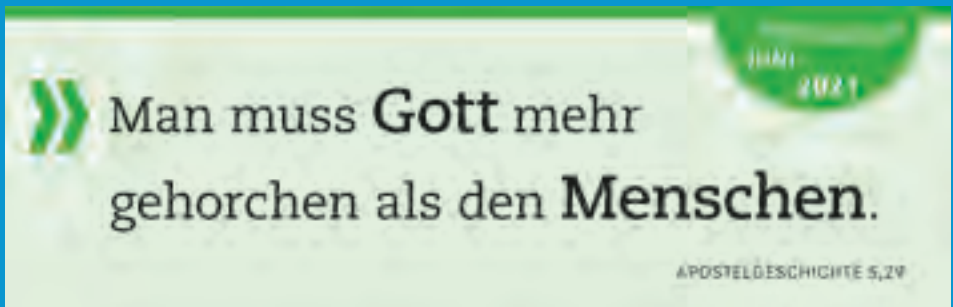 JUNI
2021
» Man muss Gott mehr
gehorchen als den Menschen.
APOSTELGESCHICHTE 5,29